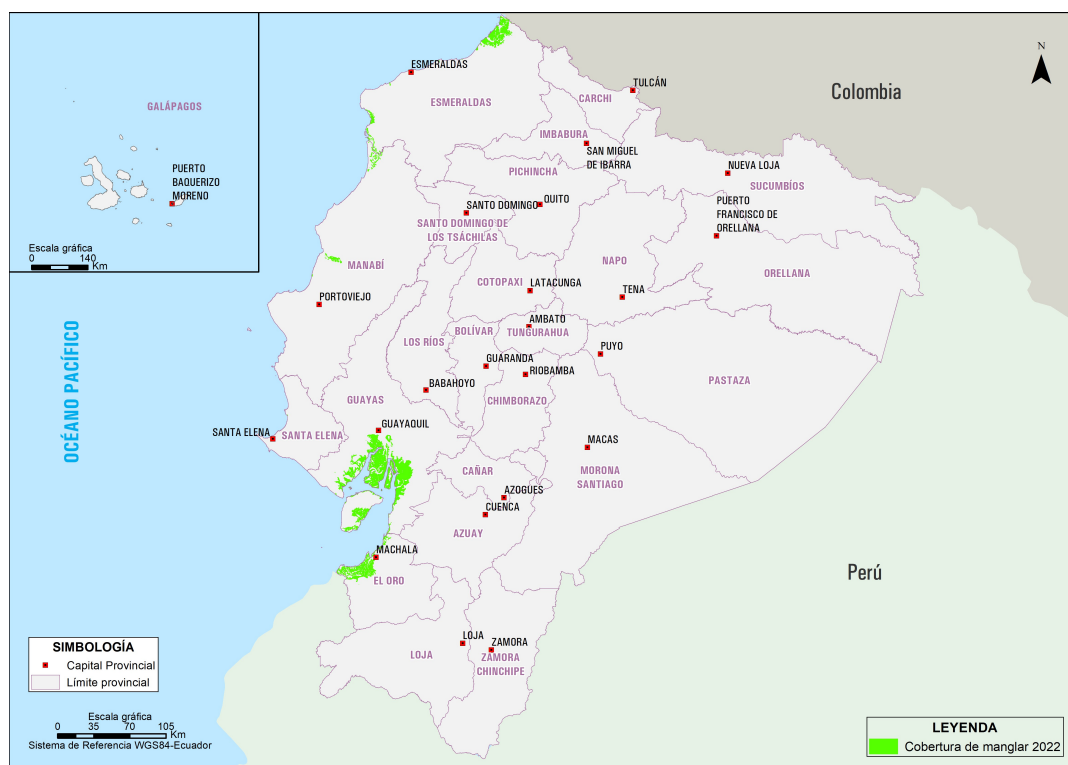 GALÁPAGOS
PUERTO
BAQUERIZO
MORENO
Escala gráfica
0 140
Km
N
Colombia
Perú
OCÉANO PACÍFICO
ESMERALDAS
ESMERALDAS
TULCÁN
CARCHI
IMBABURA
SAN MIGUEL
DE IBARRA
PICHINCHA
NUEVA LOJA
SUCUMBÍOS
PUERTO
FRANCISCO DE
ORELLANA
QUITO
SANTO DOMINGO
SANTO DOMINGO DE
LOS TSÁCHILAS
MANABÍ
NAPO
ORELLANA
COTOPAXI
LATACUNGA
TENA
PORTOVIEJO
AMBATO
TUNGURAHUA
BOLÍVAR
LOS RÍOS
PUYO
GUARANDA
RIOBAMBA
PASTAZA
BABAHOYO
CHIMBORAZO
GUAYAS
GUAYAQUIL
SANTA ELENA
SANTA ELENA
MACAS
CAÑAR
MORONA
SANTIAGO
AZOGUES
CUENCA
AZUAY
MACHALA
EL ORO
LOJA
LOJA
ZAMORA
ZAMORA
CHINCHIPE
SIMBOLOGÍA
Capital Provincial
Límite provincial
Escala gráfica
0 35 70 105
Km
Sistema de Referencia WGS84-Ecuador
LEYENDA
Cobertura de manglar 2022